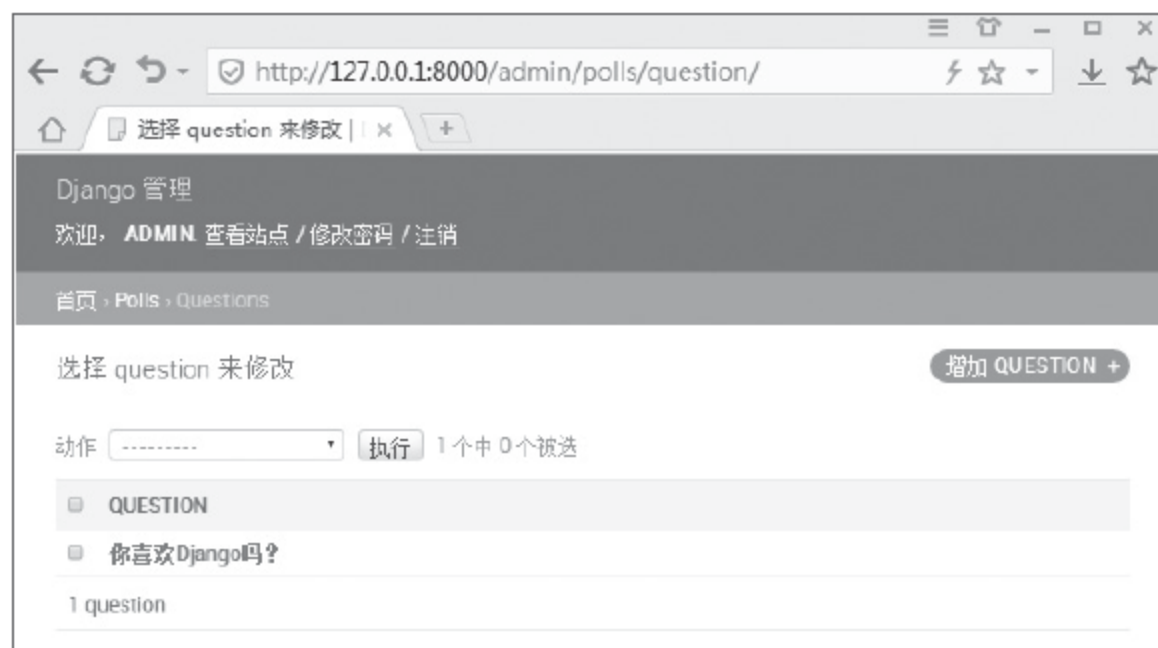 http://127.0.0.1:8000/admin/polls/question/
选择 question 来修改 |
Django 管理
欢迎， ADMIN. 查看站点 / 修改密码 / 注销
首页 › Polls › Questions
选择 question 来修改
增加 QUESTION +
动作 --------- 执行 1 个中 0 个被选
QUESTION
你喜欢Django吗？
1 question